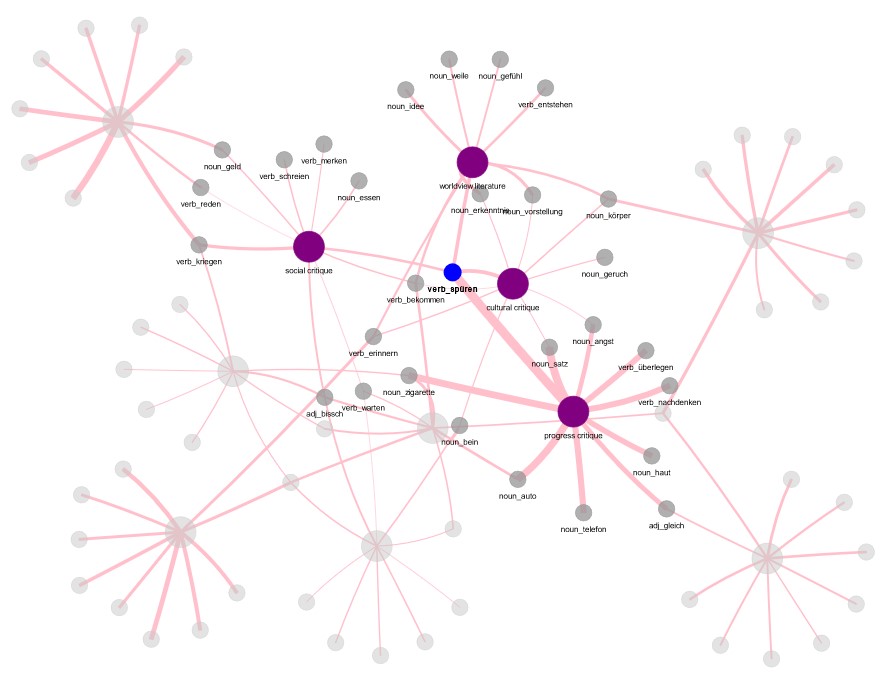 noun_weile
noun_gefühl
noun_idee
verb_entstehen
verb_merken
noun_geld
verb_schreien
worldview literature
noun_essen
verb_reden
noun_erkenntnis
noun_vorstellung
noun_körper
verb_kriegen
social critique
noun_geruch
verb_spüren
verb_bekommen
cultural critique
noun_angst
verb_erinnern
noun_satz
verb_überlegen
noun_zigarette
verb_nachdenken
verb_warten
adj_bissch
progress critique
noun_bein
noun_haut
noun_auto
adj_gleich
noun_telefon